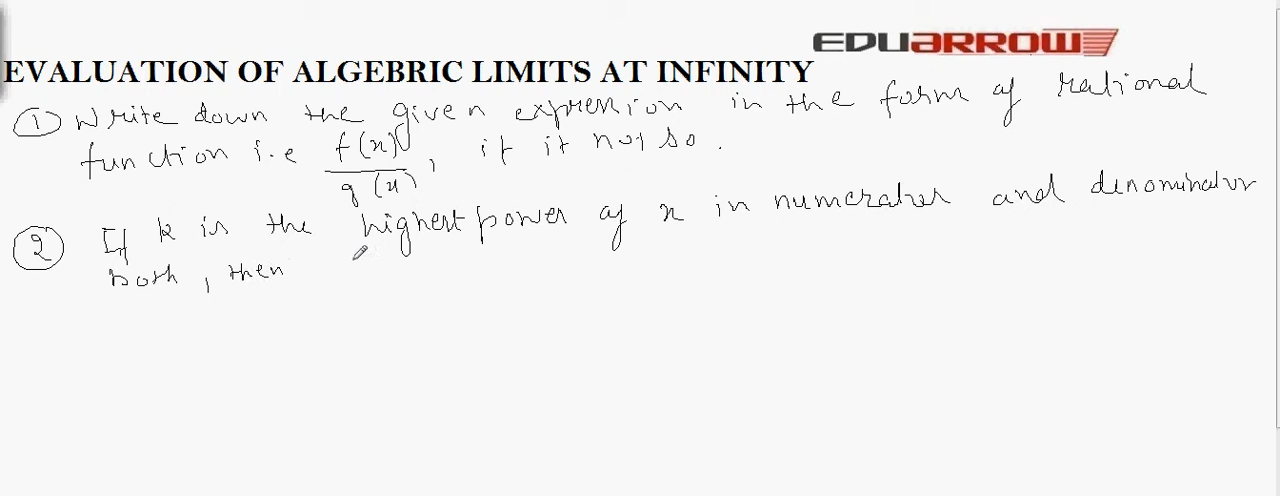 EDUARROW
EVALUATION OF ALGEBRIC LIMITS AT INFINITY
① Write down the given expression in the form of rational
function i.e f(x)/g(x), if it not so.
② If k is the highest power of x in numerator and denominator
both, then